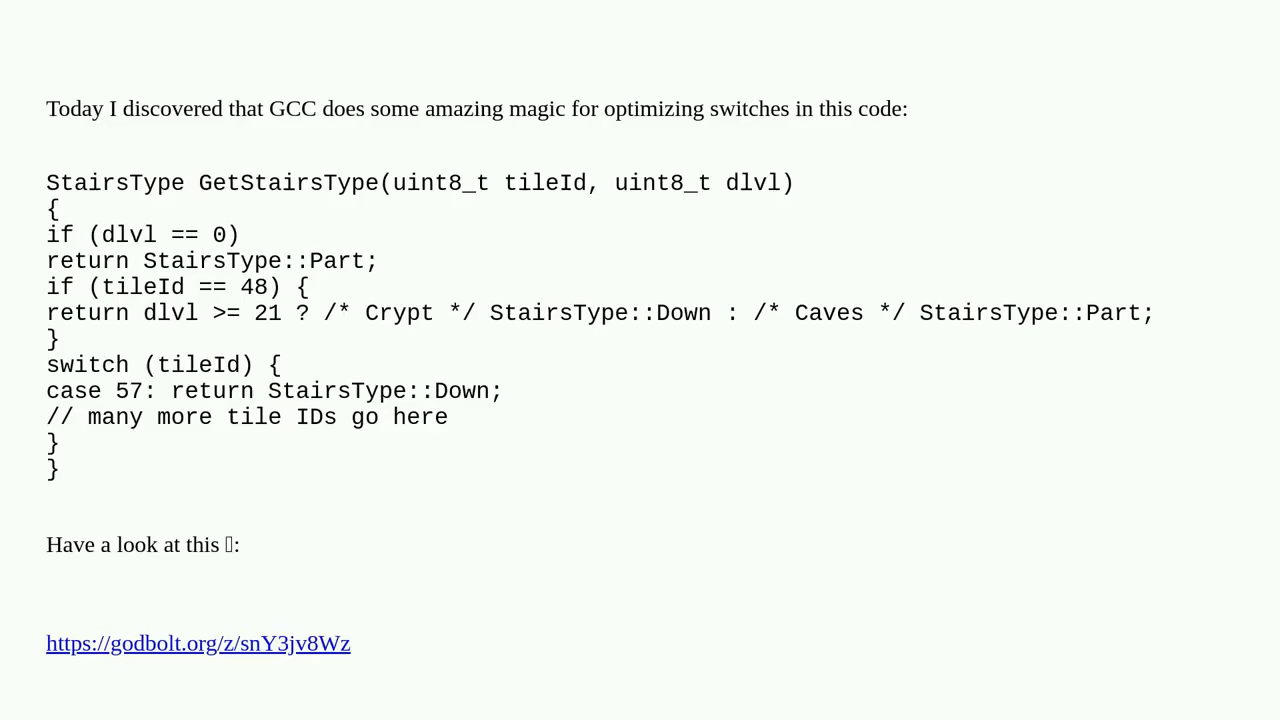 Today I discovered that GCC does some amazing magic for optimizing switches in this code:
StairsType GetStairsType(uint8_t tileId, uint8_t dlvl)
{
if (dlvl == 0)
return StairsType::Part;
if (tileId == 48) {
return dlvl >= 21 ? /* Crypt */ StairsType::Down : /* Caves */ StairsType::Part;
}
switch (tileId) {
case 57: return StairsType::Down;
// many more tile IDs go here
}
}
Have a look at this :
https://godbolt.org/z/snY3jv8Wz